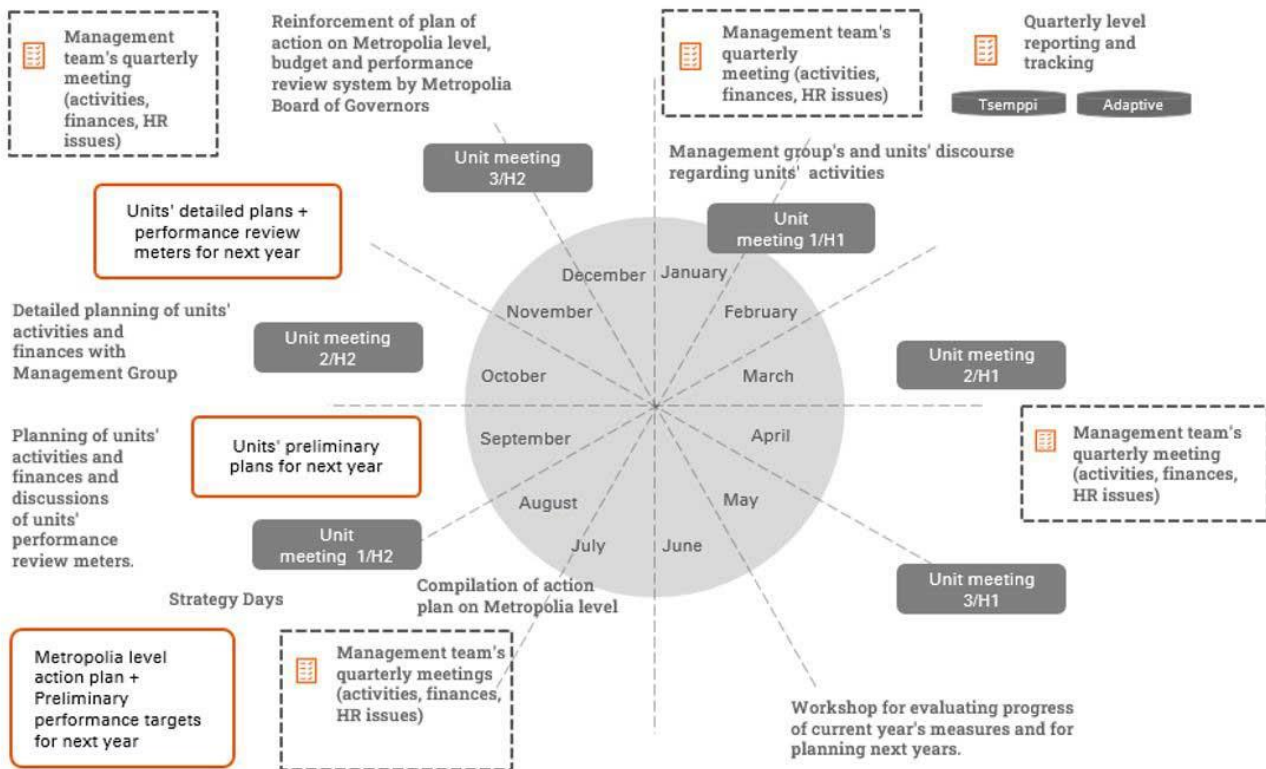 Management
team's quarterly
meeting
(activities,
finances, HR
issues)
Reinforcement of plan of
action on Metropolia level,
budget and performance
review system by Metropolia
Board of Governors
Management team's
quarterly
meeting (activities,
finances, HR issues)
Quarterly level
reporting and
tracking
Tsemppi
Adaptive
Unit meeting
3/H2
Management group's and units' discourse
regarding units' activities
Units' detailed plans +
performance review
meters for next year
Unit
meeting 1/H1
December
January
November
February
Detailed planning of units'
activities and
finances with
Management Group
Unit meeting
2/H2
October
March
Unit meeting
2/H1
Planning of units'
activities and
finances and
discussions
of units'
performance
review meters.
Units' preliminary
plans for next year
September
April
Management team's
quarterly meeting
(activities, finances,
HR issues)
August
May
Unit
meeting 1/H2
July
June
Unit meeting
3/H1
Strategy Days
Compilation of action
plan on Metropolia level
Metropolia level
action plan +
Preliminary
performance targets
for next year
Management team's
quarterly meetings
(activities, finances,
HR issues)
Workshop for evaluating progress
of current year's measures and for
planning next years.